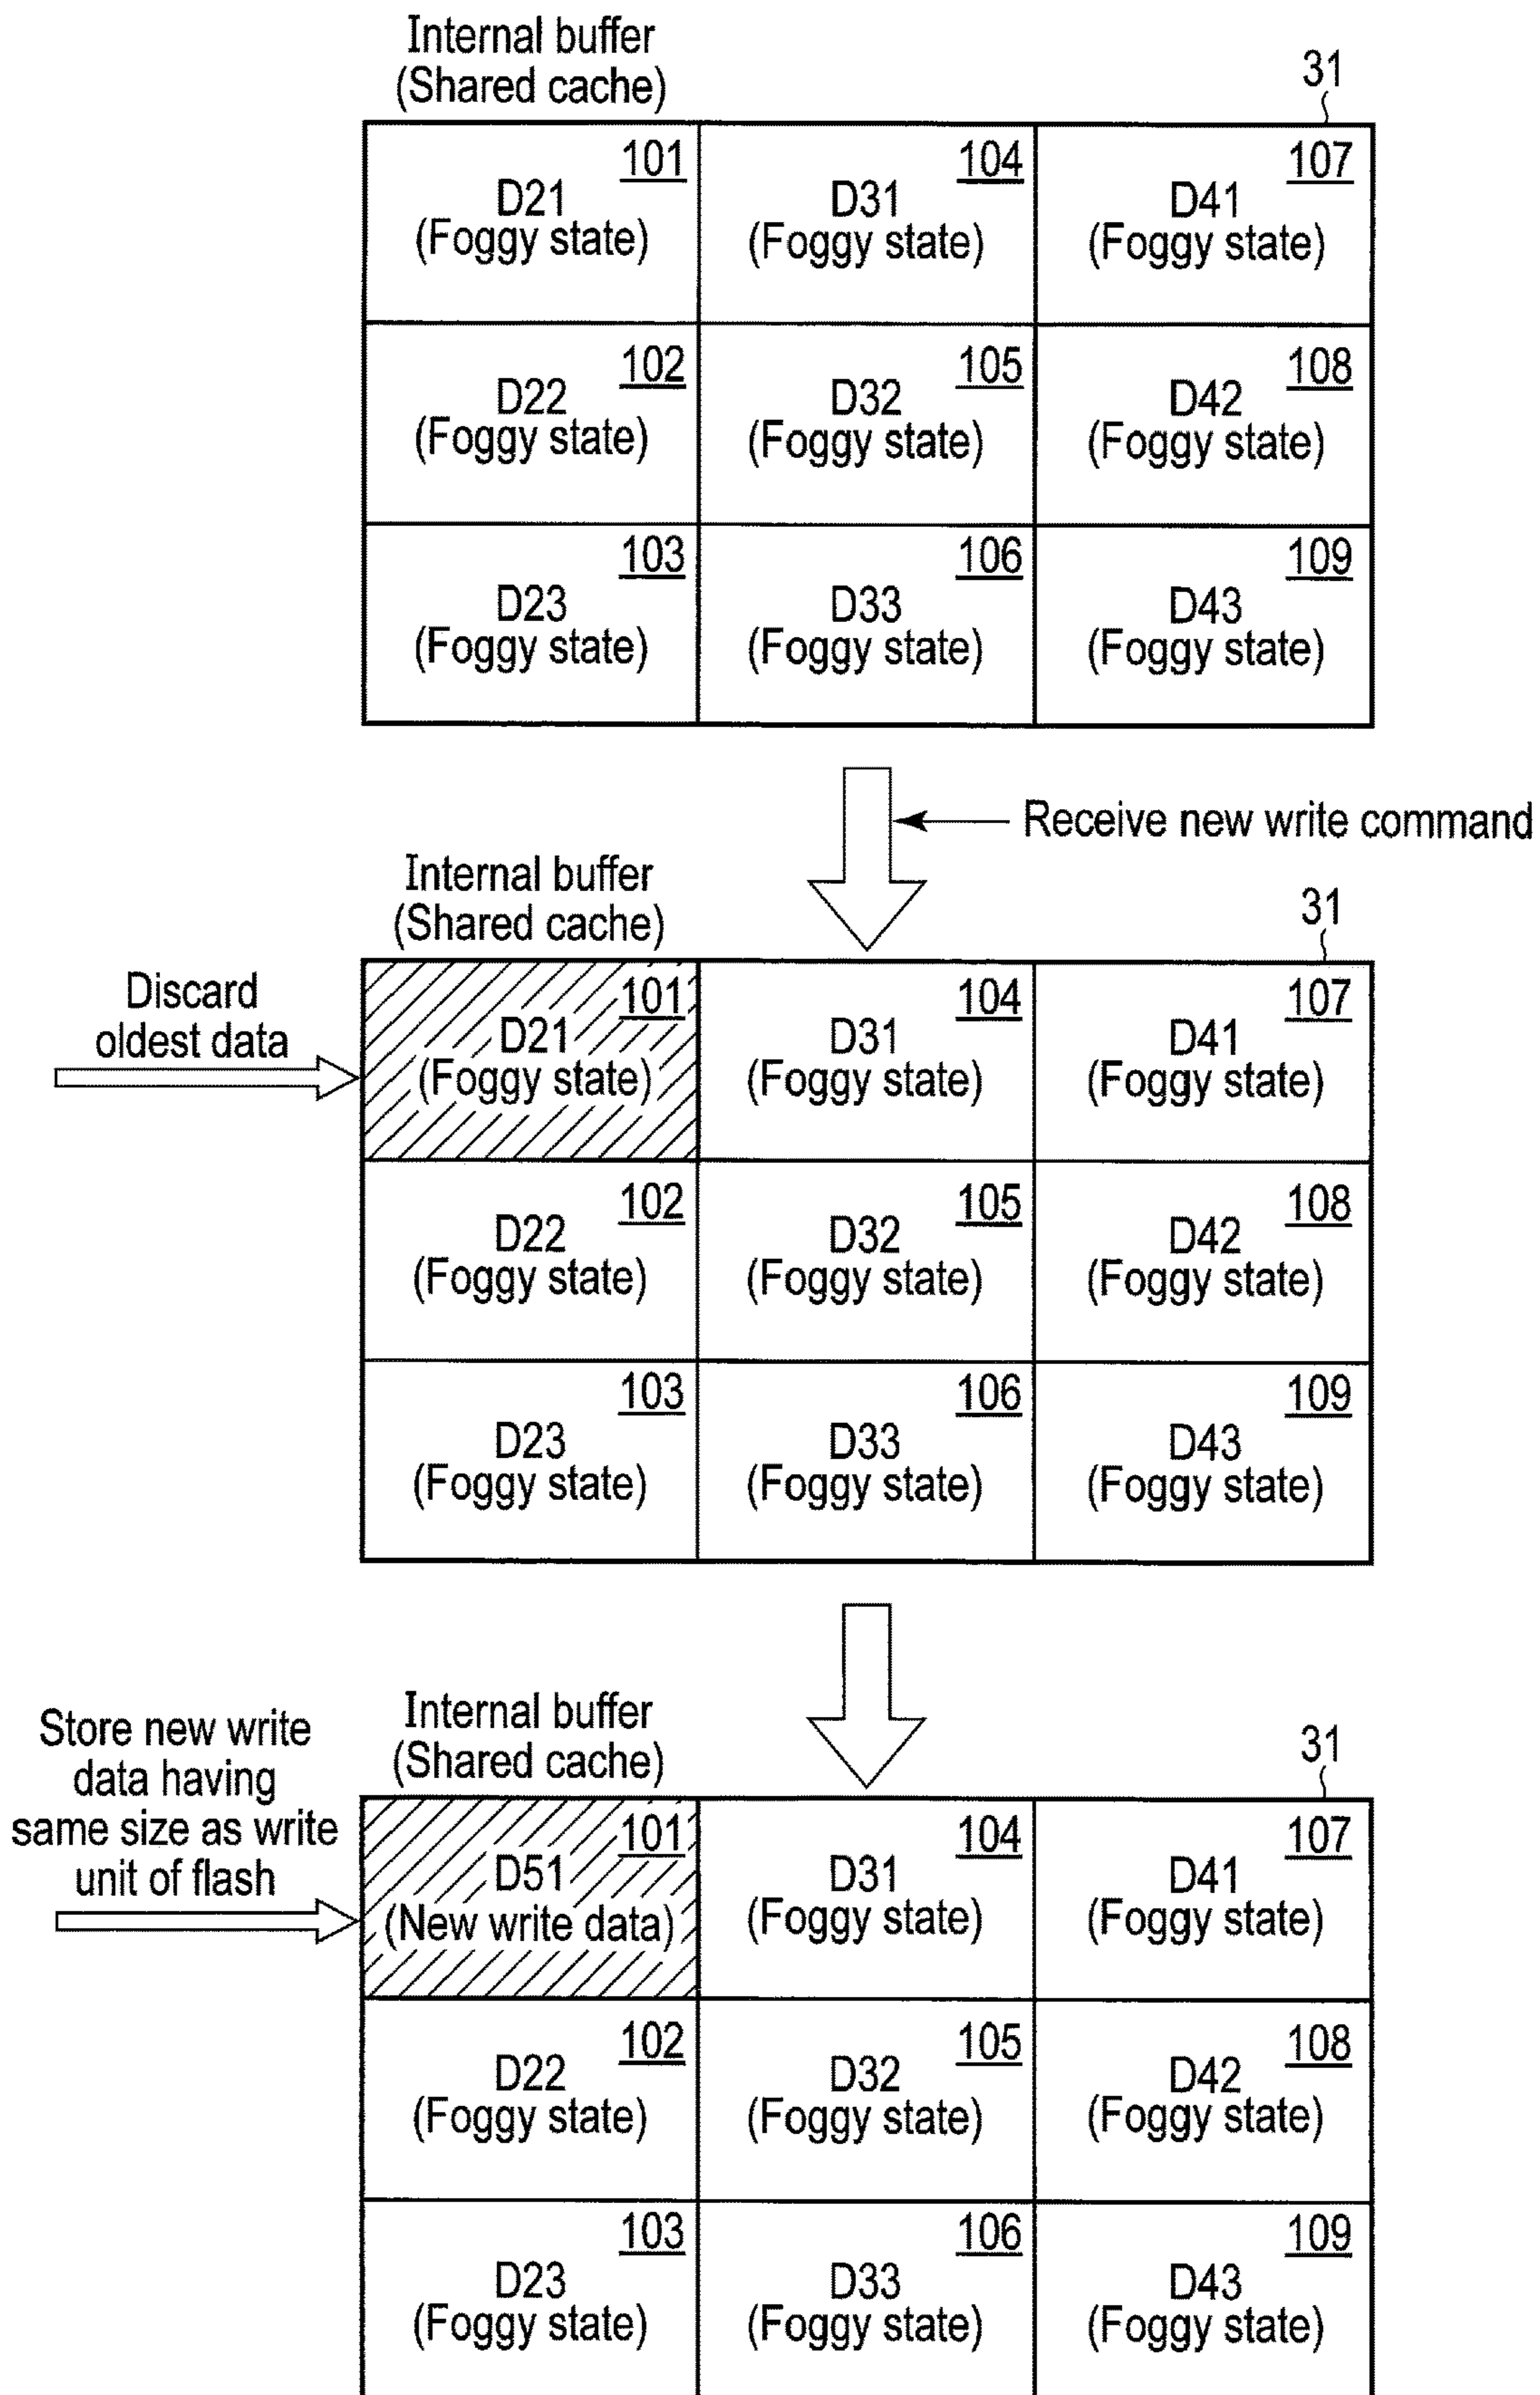 Internal buffer
(Shared cache)
31
101
D21
(Foggy state)
104
D31
(Foggy state)
107
D41
(Foggy state)
102
D22
(Foggy state)
105
D32
(Foggy state)
108
D42
(Foggy state)
103
D23
(Foggy state)
106
D33
(Foggy state)
109
D43
(Foggy state)
Receive new write command
Internal buffer
(Shared cache)
31
Discard
oldest data
101
D21
(Foggy state)
104
D31
(Foggy state)
107
D41
(Foggy state)
102
D22
(Foggy state)
105
D32
(Foggy state)
108
D42
(Foggy state)
103
D23
(Foggy state)
106
D33
(Foggy state)
109
D43
(Foggy state)
Internal buffer
(Shared cache)
31
Store new write
data having
same size as write
unit of flash
101
D51
(New write data)
104
D31
(Foggy state)
107
D41
(Foggy state)
102
D22
(Foggy state)
105
D32
(Foggy state)
108
D42
(Foggy state)
103
D23
(Foggy state)
106
D33
(Foggy state)
109
D43
(Foggy state)